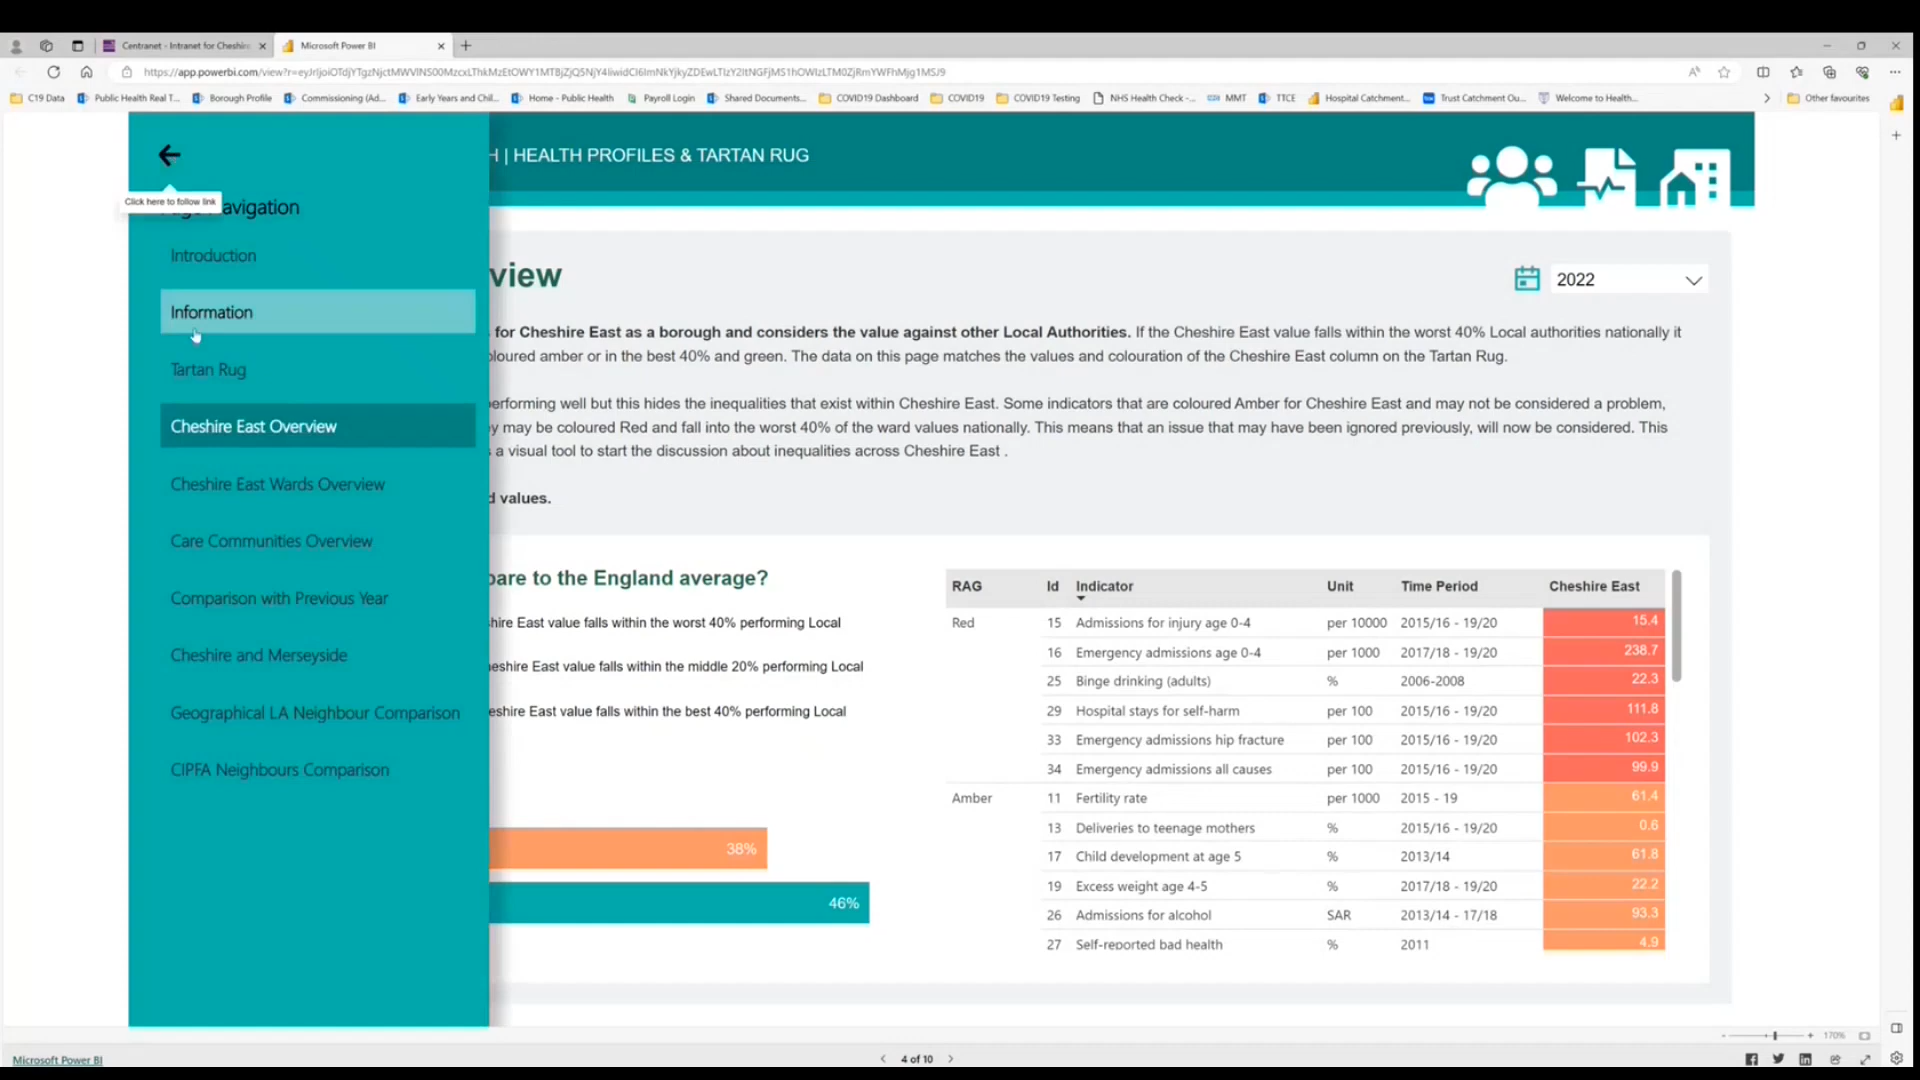 Centranet - Intranet for Cheshire
Microsoft Power BI
C19 Data
Public Health Real T...
Borough Profile
Commissioning (Ad...
Early Years and Chil...
Home - Public Health
Payroll Login
Shared Documents...
COVID19 Dashboard
COVID19
COVID19 Testing
NHS Health Check -...
MMT
TTCE
Hospital Catchment...
Trust Catchment Ou...
Welcome to Health...
Other favourites
H | HEALTH PROFILES & TARTAN RUG
Click here to follow link
avigation
Introduction
Information
Tartan Rug
Cheshire East Overview
Cheshire East Wards Overview
Care Communities Overview
Comparison with Previous Year
Cheshire and Merseyside
Geographical LA Neighbour Comparison
CIPFA Neighbours Comparison
view
2022
for Cheshire East as a borough and considers the value against other Local Authorities. If the Cheshire East value falls within the worst 40% Local authorities nationally it
oloured amber or in the best 40% and green. The data on this page matches the values and colouration of the Cheshire East column on the Tartan Rug.
erforming well but this hides the inequalities that exist within Cheshire East. Some indicators that are coloured Amber for Cheshire East and may not be considered a problem,
y may be coloured Red and fall into the worst 40% of the ward values nationally. This means that an issue that may have been ignored previously, will now be considered. This
s a visual tool to start the discussion about inequalities across Cheshire East .
d values.
pare to the England average?
hire East value falls within the worst 40% performing Local
eshire East value falls within the middle 20% performing Local
eshire East value falls within the best 40% performing Local
38%
46%
RAG Id Indicator Unit Time Period Cheshire East
Red 15 Admissions for injury age 0-4 per 10000 2015/16 - 19/20 15.4
16 Emergency admissions age 0-4 per 1000 2017/18 - 19/20 238.7
25 Binge drinking (adults) % 2006-2008 22.3
29 Hospital stays for self-harm per 100 2015/16 - 19/20 111.8
33 Emergency admissions hip fracture per 100 2015/16 - 19/20 102.3
34 Emergency admissions all causes per 100 2015/16 - 19/20 99.9
Amber 11 Fertility rate per 1000 2015 - 19 61.4
13 Deliveries to teenage mothers % 2015/16 - 19/20 0.6
17 Child development at age 5 % 2013/14 61.8
19 Excess weight age 4-5 % 2017/18 - 19/20 22.2
26 Admissions for alcohol SAR 2013/14 - 17/18 93.3
27 Self-reported bad health % 2011 4.9
170%
Microsoft Power BI
4 of 10